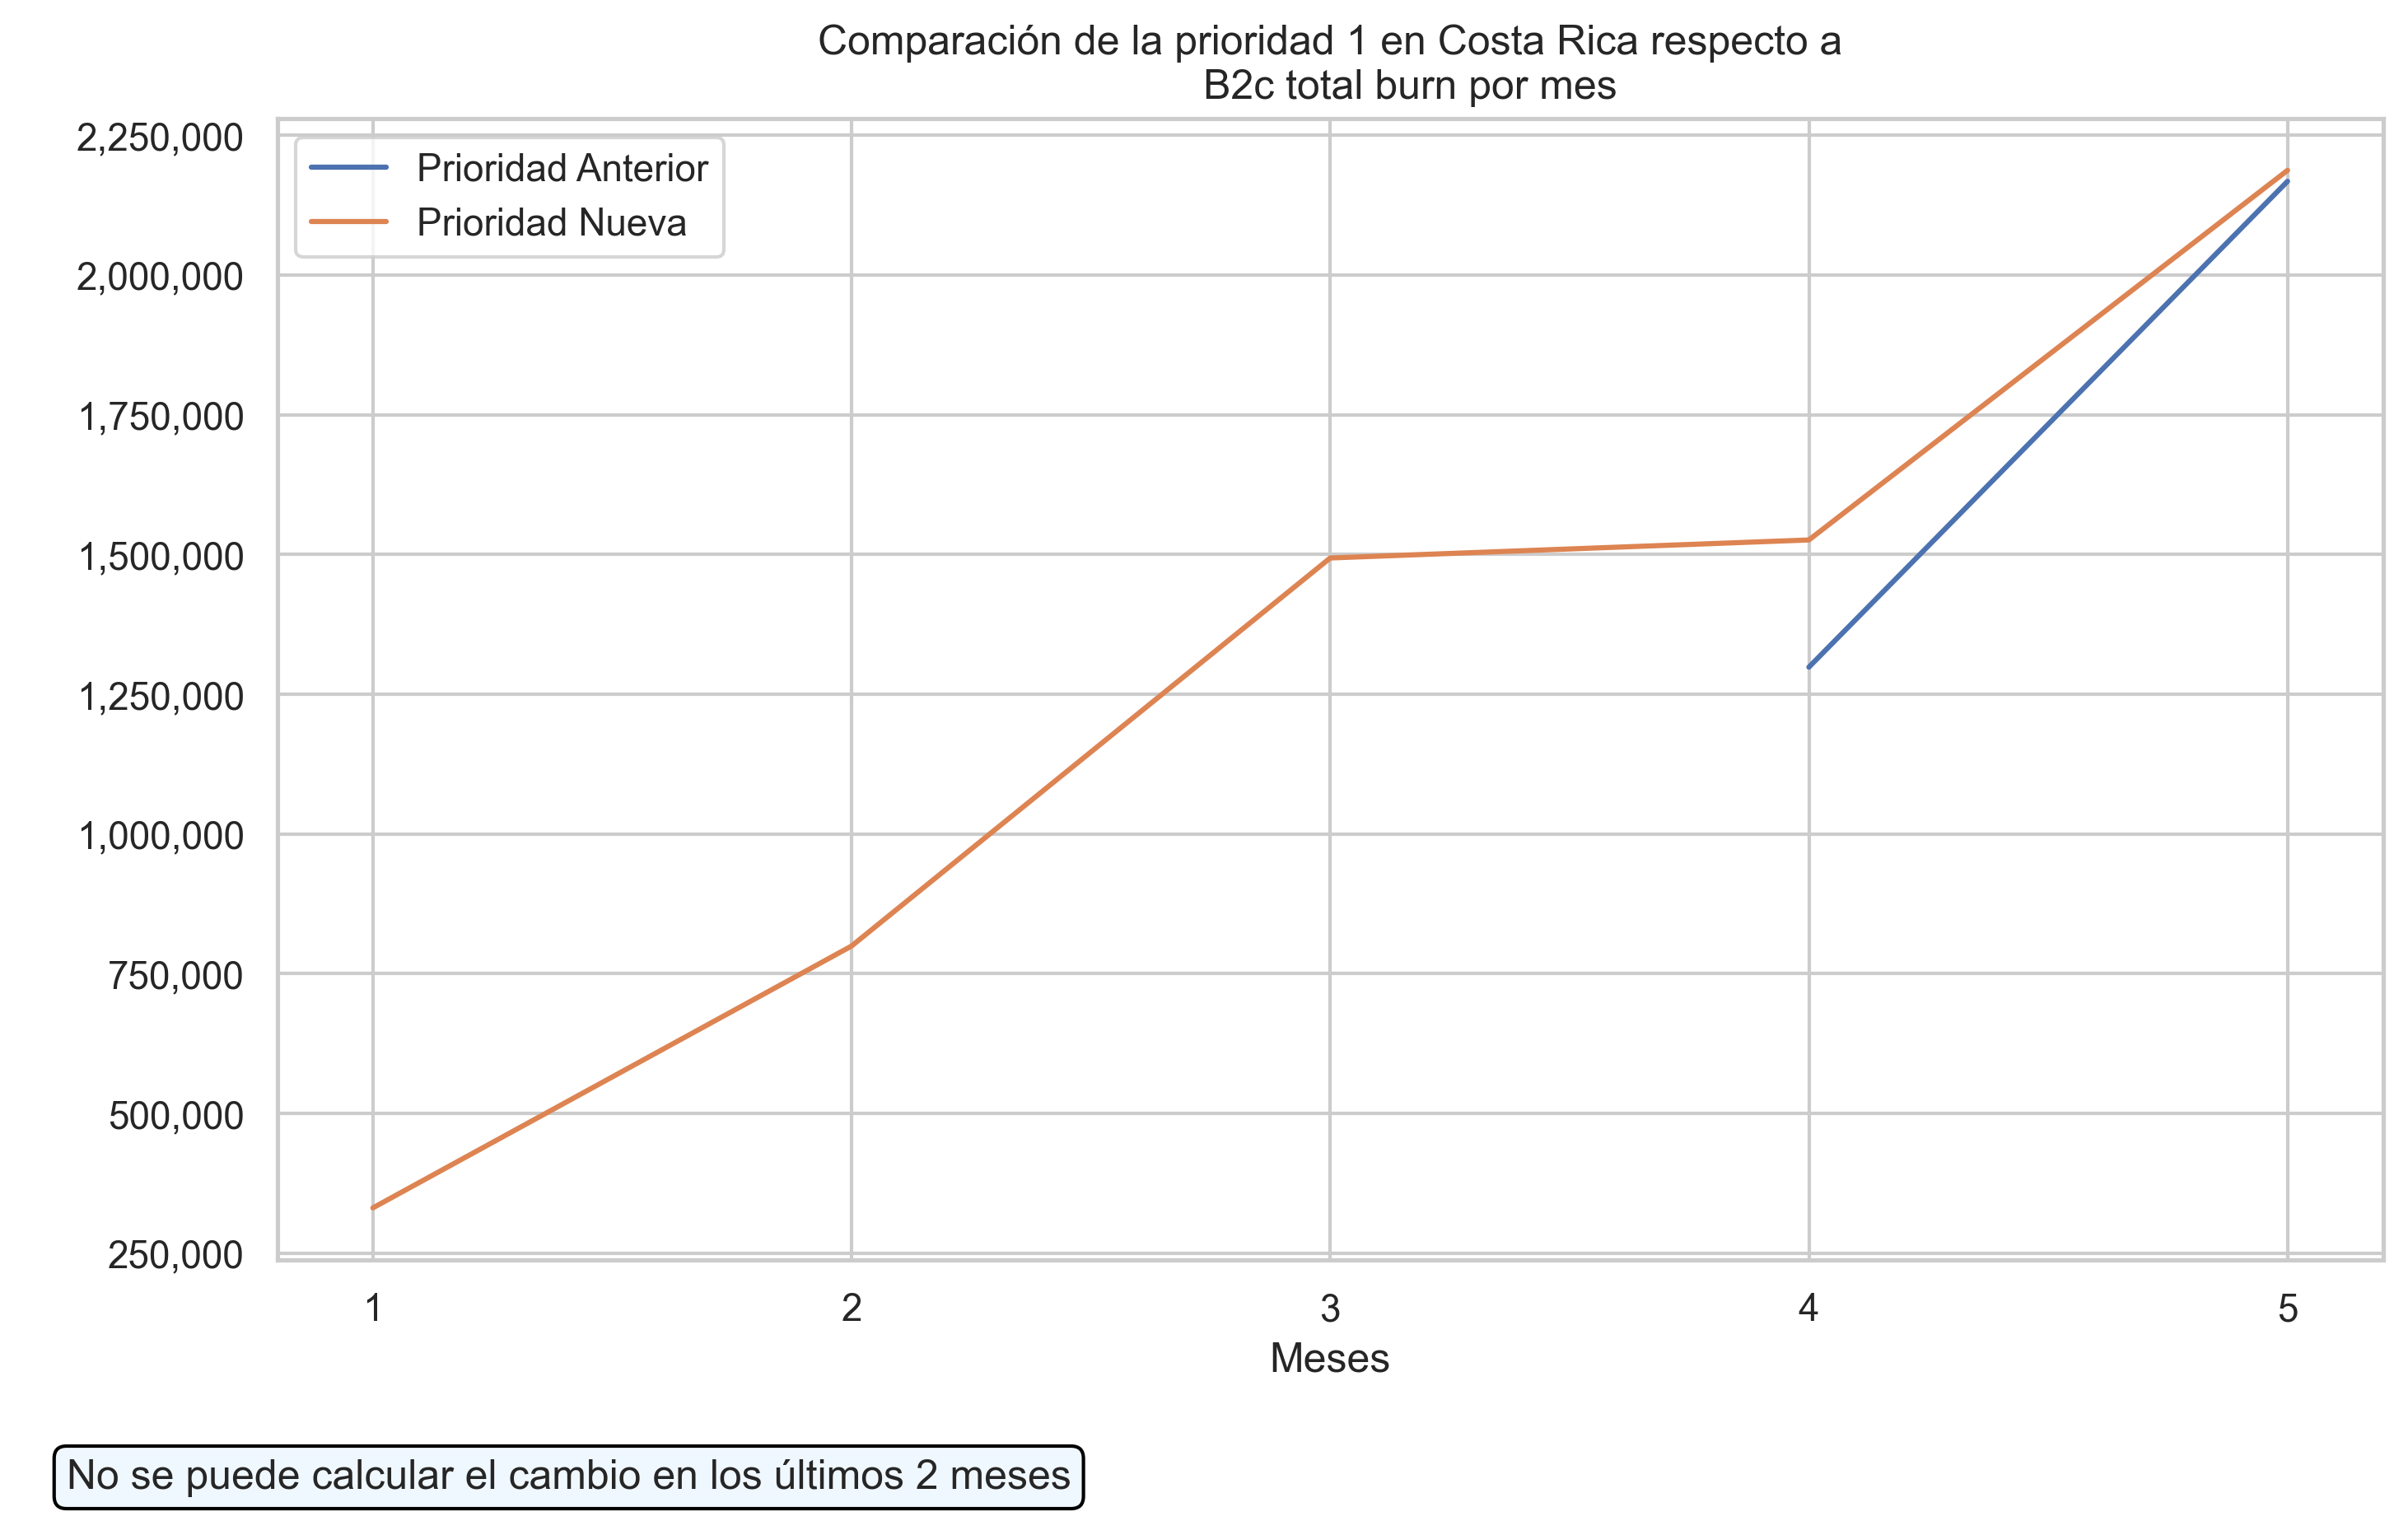 Comparación de la prioridad 1 en Costa Rica respecto a
B2c total burn por mes
2,250,000
2,000,000
1,750,000
1,500,000
1,250,000
1,000,000
750,000
500,000
250,000
Prioridad Anterior
Prioridad Nueva
1 2 3 4 5
Meses
No se puede calcular el cambio en los últimos 2 meses